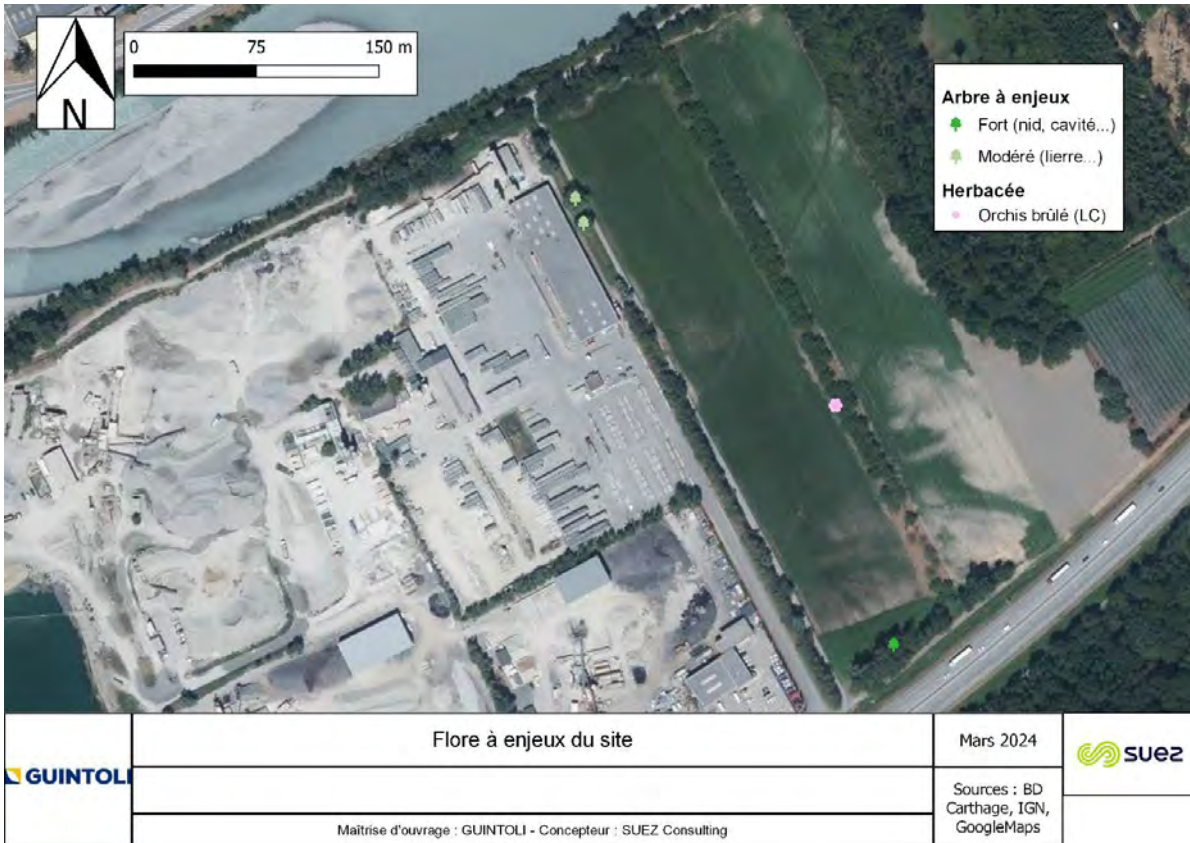 0 75 150 m
N
Arbre à enjeux
Fort (nid, cavité...)
Modéré (lierre...)
Herbacée
Orchis brûlé (LC)
GUINTOLI
Flore à enjeux du site
Maîtrise d'ouvrage : GUINTOLI - Concepteur : SUEZ Consulting
Mars 2024
Sources : BD
Carthage, IGN,
GoogleMaps
suez